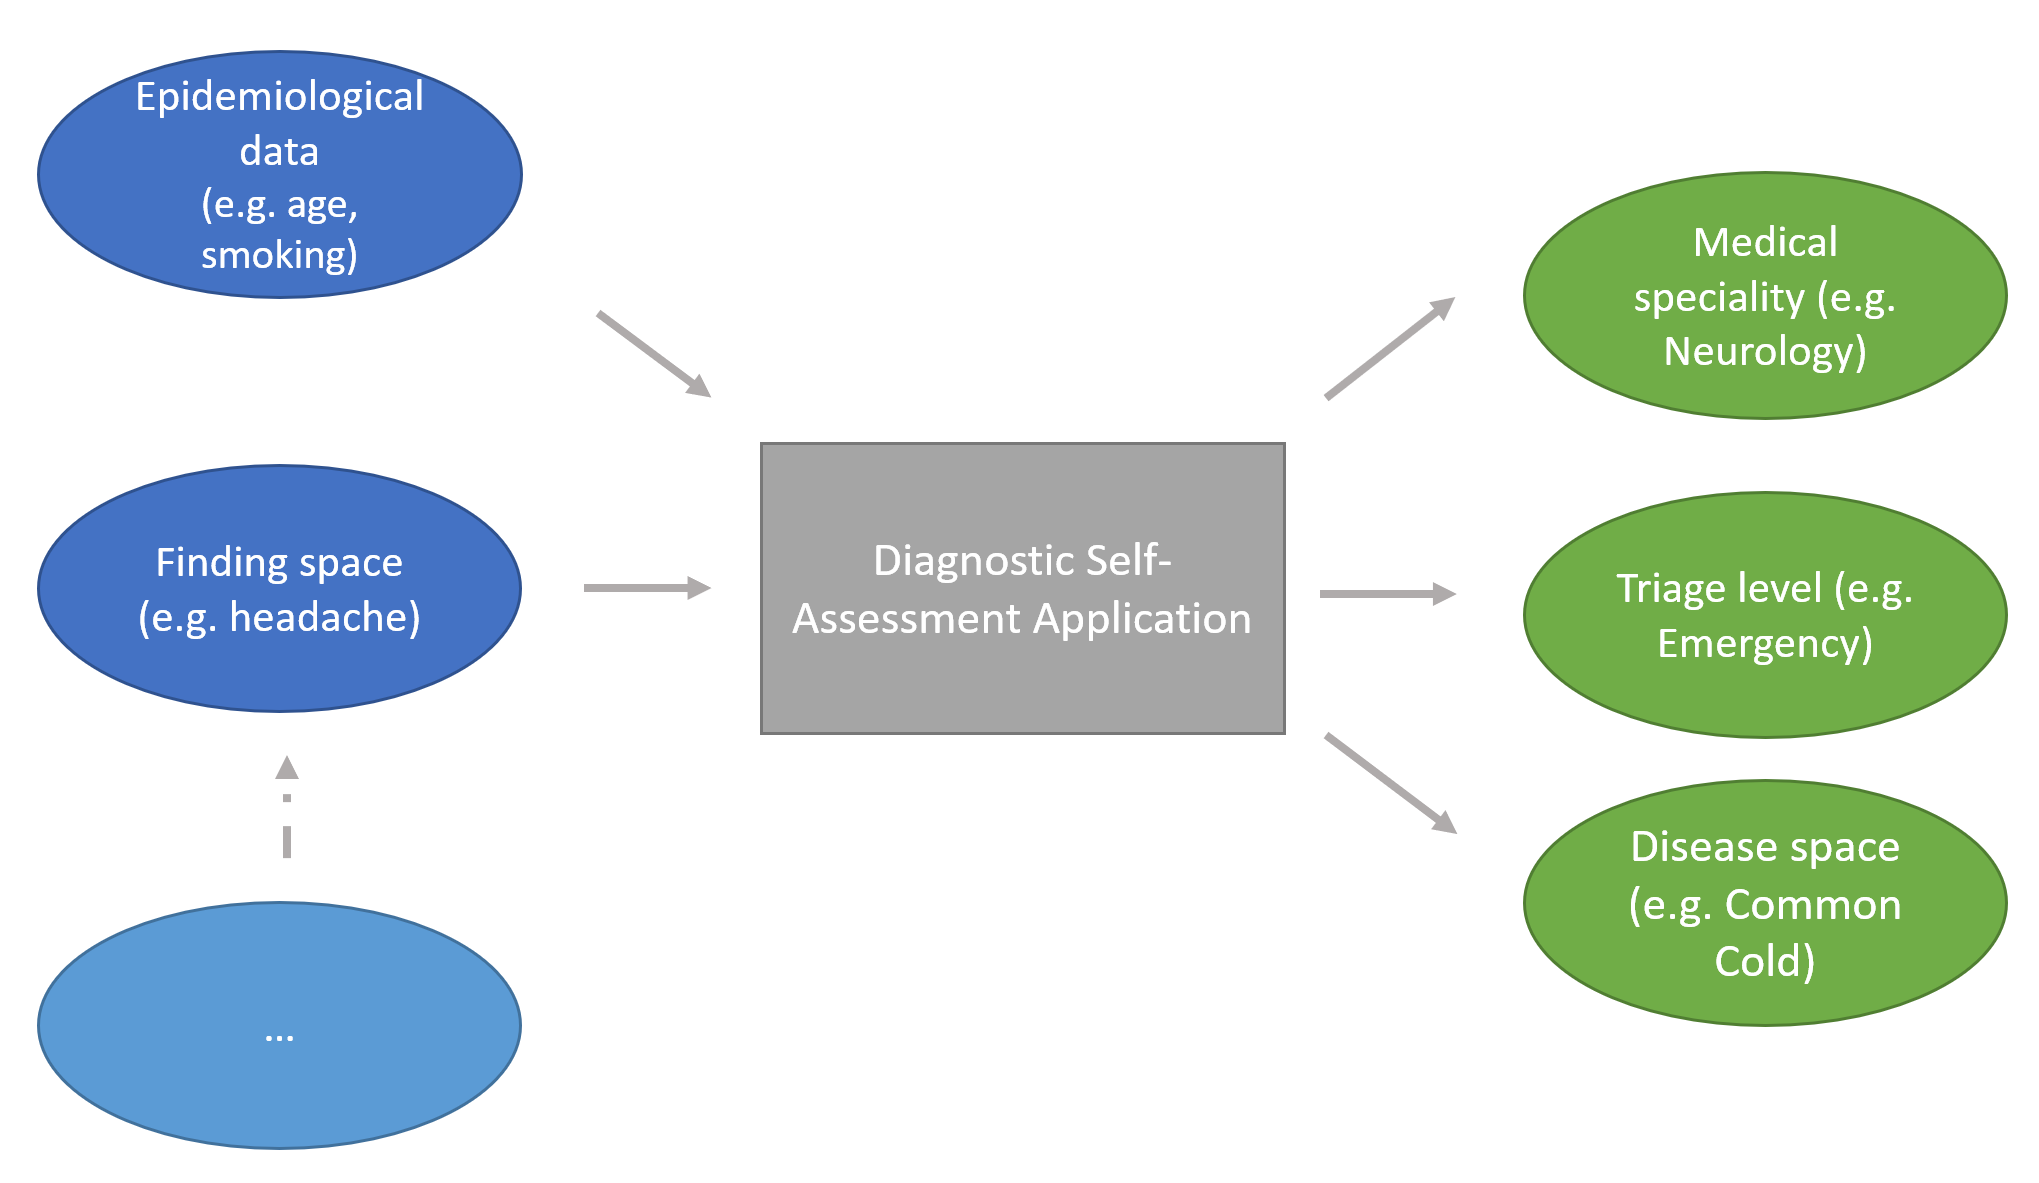 Epidemiological
data
(e.g. age,
smoking)
Finding space
(e.g. headache)
...
Diagnostic Self-
Assessment Application
Medical
speciality (e.g.
Neurology)
Triage level (e.g.
Emergency)
Disease space
(e.g. Common
Cold)